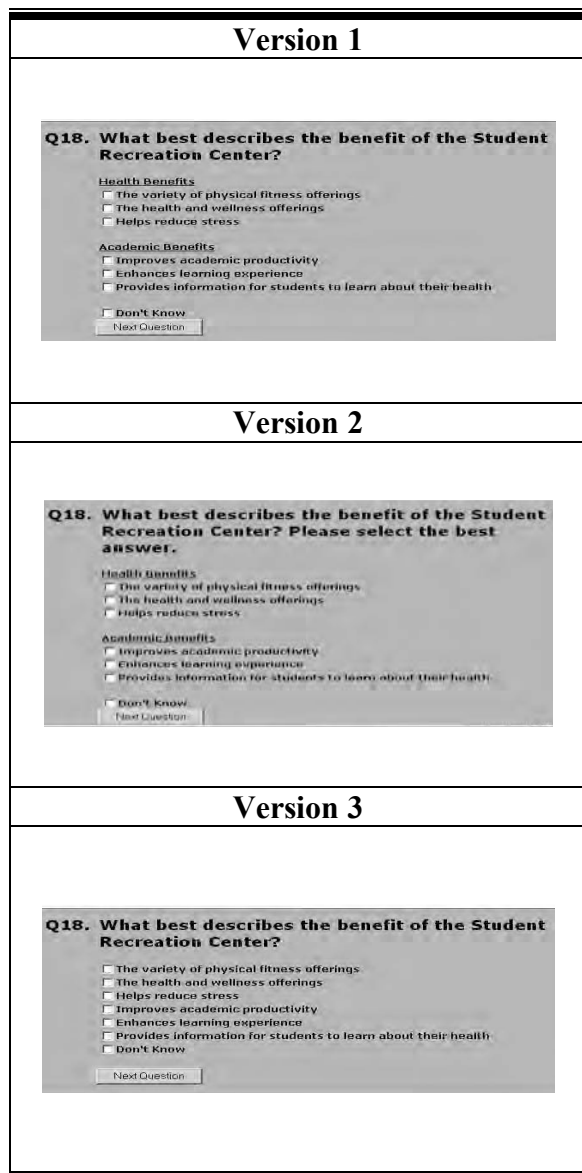 Version 1
Q18. What best describes the benefit of the Student
Recreation Center?
Health Benefits
The variety of physical fitness offerings
The health and wellness offerings
Helps reduce stress
Academic Benefits
Improves academic productivity
Enhances learning experience
Provides information for students to learn about their health
Don't Know
Next Question
Version 2
Q18. What best describes the benefit of the Student
Recreation Center? Please select the best
answer.
Health Benefits
The variety of physical fitness offerings
The health and wellness offerings
Helps reduce stress
Academic Benefits
Improves academic productivity
Enhances learning experience
Provides information for students to learn about their health
Don't Know
Next Question
Version 3
Q18. What best describes the benefit of the Student
Recreation Center?
The variety of physical fitness offerings
The health and wellness offerings
Helps reduce stress
Improves academic productivity
Enhances learning experience
Provides information for students to learn about their health
Don't Know
Next Question